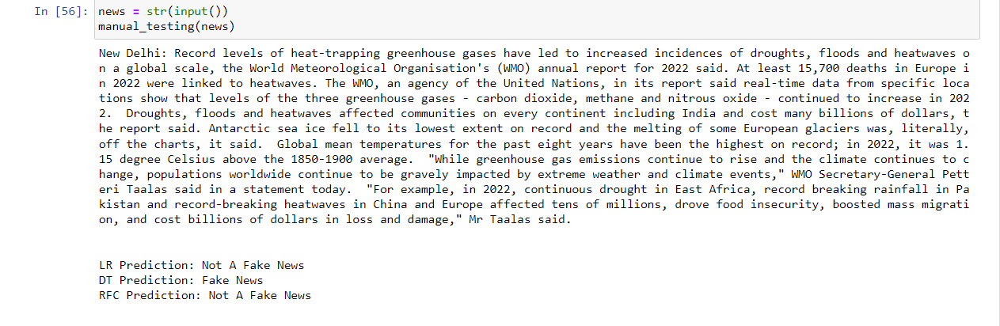 In [56]: news = str(input())
manual_testing(news)
New Delhi: Record levels of heat-trapping greenhouse gases have led to increased incidences of droughts, floods and heatwaves o
n a global scale, the World Meteorological Organisation's (WMO) annual report for 2022 said. At least 15,700 deaths in Europe i
n 2022 were linked to heatwaves. The WMO, an agency of the United Nations, in its report said real-time data from specific loca
tions show that levels of the three greenhouse gases - carbon dioxide, methane and nitrous oxide - continued to increase in 202
2.  Droughts, floods and heatwaves affected communities on every continent including India and cost many billions of dollars, t
he report said. Antarctic sea ice fell to its lowest extent on record and the melting of some European glaciers was, literally,
off the charts, it said.  Global mean temperatures for the past eight years have been the highest on record; in 2022, it was 1.
15 degree Celsius above the 1850-1900 average.  "While greenhouse gas emissions continue to rise and the climate continues to c
hange, populations worldwide continue to be gravely impacted by extreme weather and climate events," WMO Secretary-General Pett
eri Taalas said in a statement today.  "For example, in 2022, continuous drought in East Africa, record breaking rainfall in Pa
kistan and record-breaking heatwaves in China and Europe affected tens of millions, drove food insecurity, boosted mass migrati
on, and cost billions of dollars in loss and damage," Mr Taalas said.
LR Prediction: Not A Fake News
DT Prediction: Fake News
RFC Prediction: Not A Fake News